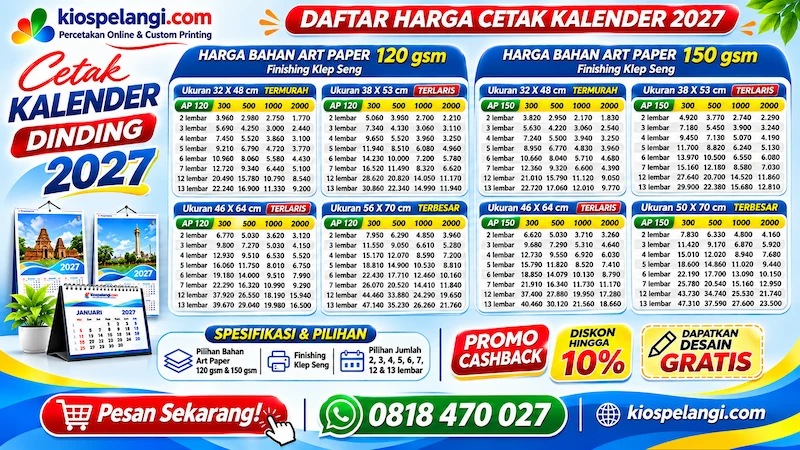 kiospelangi.com
Percetakan Online & Custom Printing
DAFTAR HARGA CETAK KALENDER 2027
Cetak
KALENDER
DINDING
2027
HARGA BAHAN ART PAPER 120 gsm
Finishing Klep Seng
Ukuran 32 X 48 cm TERMURAH
AP 120 300 500 1000 2000
2 lembar 3.960 2.980 2.750 1.770
3 lembar 5.690 4.250 3.000 2.440
4 lembar 7.450 5.520 3.860 3.100
5 lembar 9.210 6.790 4.720 3.770
6 lembar 10.960 8.060 5.580 4.430
7 lembar 12.720 9.340 6.440 5.100
12 lembar 20.490 15.780 10.790 8.540
13 lembar 22.240 16.900 11.330 9.200
Ukuran 38 X 53 cm TERLARIS
AP 120 300 500 1000 2000
2 lembar 5.060 3.950 2.700 2.210
3 lembar 7.340 4.130 3.060 3.110
4 lembar 9.650 5.520 3.960 3.250
5 lembar 11.940 8.510 6.080 4.960
6 lembar 14.230 10.000 7.200 5.780
7 lembar 16.520 11.490 8.320 6.620
12 lembar 28.620 20.820 14.050 11.170
13 lembar 30.860 22.340 14.990 11.940
HARGA BAHAN ART PAPER 150 gsm
Finishing Klep Seng
Ukuran 32 X 48 cm TERMURAH
AP 150 300 500 1000 2000
2 lembar 3.820 2.950 2.170 1.830
3 lembar 5.630 4.220 3.060 2.540
4 lembar 7.240 5.500 3.940 3.250
5 lembar 8.950 6.770 4.830 3.960
6 lembar 10.660 8.040 5.710 4.680
7 lembar 12.360 9.320 6.600 4.390
12 lembar 21.010 15.790 11.120 9.050
13 lembar 22.720 17.060 12.010 9.770
Ukuran 38 X 53 cm TERLARIS
AP 150 300 500 1000 2000
2 lembar 4.920 3.770 2.740 2.290
3 lembar 7.180 5.450 3.900 3.240
4 lembar 9.450 7.130 5.070 4.190
5 lembar 11.700 8.820 6.240 5.130
6 lembar 13.970 10.500 6.550 6.080
7 lembar 15.160 12.180 8.580 7.030
12 lembar 27.640 20.700 14.520 11.860
13 lembar 29.900 22.380 15.680 12.810
Ukuran 46 X 64 cm TERLARIS
AP 120 300 500 1000 2000
2 lembar 6.770 5.030 3.620 3.120
3 lembar 9.800 7.270 5.030 4.150
4 lembar 12.930 9.510 6.530 5.520
5 lembar 16.060 11.750 8.010 6.750
6 lembar 19.180 14.000 9.510 7.990
7 lembar 22.290 16.320 10.990 9.290
12 lembar 37.920 26.550 18.190 15.940
13 lembar 39.670 29.040 19.980 16.500
Ukuran 56 X 70 cm TERBESAR
AP 120 300 500 1000 2000
2 lembar 7.950 6.290 4.850 3.960
3 lembar 11.550 9.050 6.610 5.280
4 lembar 15.170 12.070 8.750 7.390
5 lembar 18.810 14.900 10.530 8.810
6 lembar 22.430 17.710 12.460 10.160
7 lembar 26.070 20.520 14.410 11.840
12 lembar 44.460 33.880 24.290 19.650
13 lembar 47.140 35.230 26.260 21.760
Ukuran 46 X 64 cm TERLARIS
AP 150 300 500 1000 2000
2 lembar 6.620 5.030 3.710 3.260
3 lembar 9.680 7.290 5.310 4.640
4 lembar 12.730 9.550 6.920 6.030
5 lembar 15.790 11.820 8.520 7.410
6 lembar 18.850 14.079 10.130 8.790
7 lembar 21.910 16.340 11.730 11.170
12 lembar 37.400 27.880 19.950 17.280
13 lembar 40.460 30.120 21.560 18.660
Ukuran 50 X 70 cm TERBESAR
AP 150 300 500 1000 2000
2 lembar 7.830 6.330 4.800 4.160
3 lembar 11.420 9.170 6.870 5.920
4 lembar 15.010 12.020 8.940 7.680
5 lembar 18.600 14.860 11.020 9.440
6 lembar 22.190 17.700 13.090 10.150
7 lembar 25.780 20.540 15.160 12.950
12 lembar 43.730 34.740 25.530 21.740
13 lembar 47.310 37.590 27.600 23.500
2027
2027
kiospelangi.com
JANUARI 2027
SPESIFIKASI & PILIHAN
Pilihan Bahan
Art Paper
120 gsm & 150 gsm
Finishing
Klep Seng
Pilihan Jumlah
2, 3, 4, 5, 6, 7,
12 & 13 lembar
PROMO
CASHBACK
DISKON
HINGGA
10%
DAPATKAN
DESAIN
GRATIS
Pesan Sekarang!
0818 470 027
kiospelangi.com